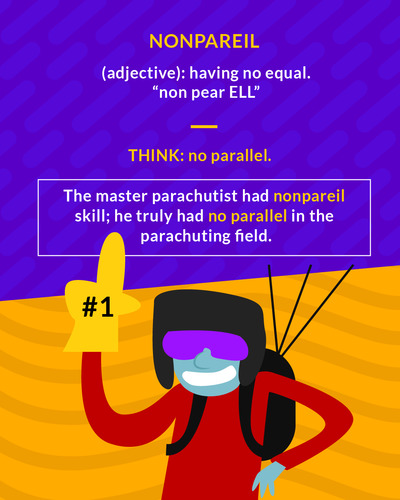 NONPAREIL
(adjective): having no equal.
“non pear ELL”
THINK: no parallel.
The master parachutist had nonpareil
skill; he truly had no parallel in the
parachuting field.
#1